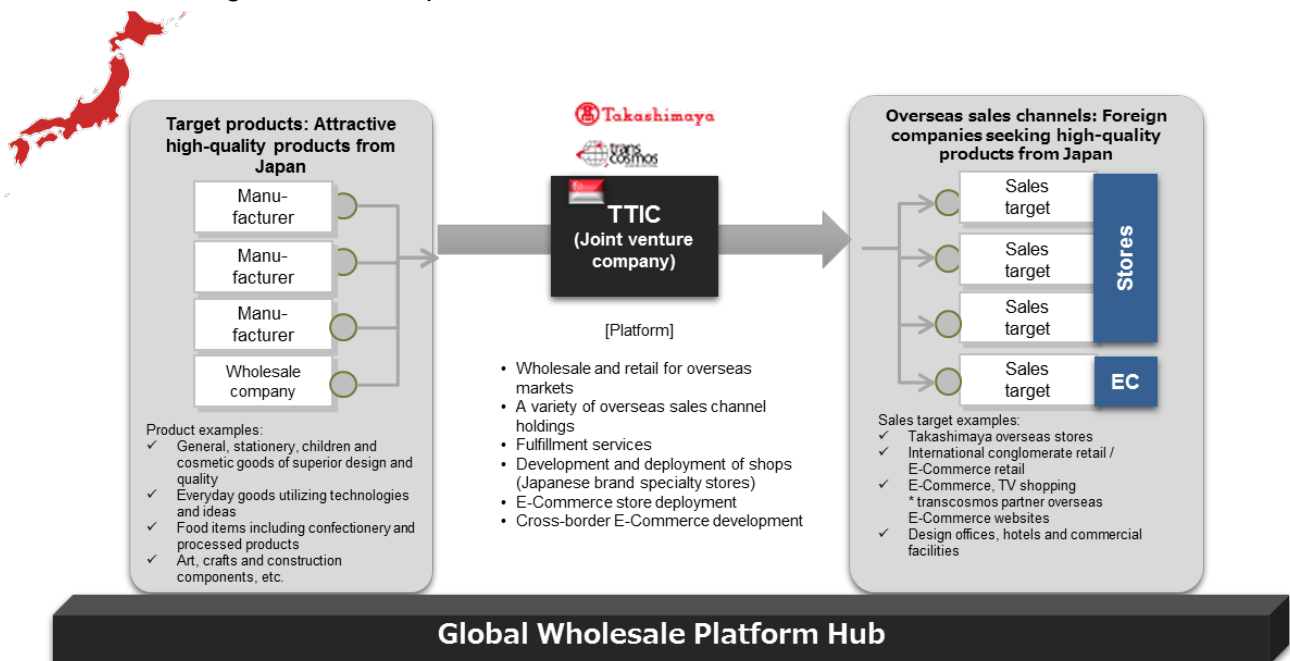 Target products: Attractive
high-quality products from
Japan
Manu-
facturer
Manu-
facturer
Manu-
facturer
Wholesale
company
Product examples:
✓ General, stationery, children and
cosmetic goods of superior design and
quality
✓ Everyday goods utilizing technologies
and ideas
✓ Food items including confectionery and
processed products
✓ Art, crafts and construction
components, etc.
Takashimaya
trans
cosmos
TTIC
(Joint venture
company)
[Platform]
• Wholesale and retail for overseas
markets
• A variety of overseas sales channel
holdings
• Fulfillment services
• Development and deployment of shops
(Japanese brand specialty stores)
• E-Commerce store deployment
• Cross-border E-Commerce development
Overseas sales channels: Foreign
companies seeking high-quality
products from Japan
Sales
target
Sales
target
Sales
target
Stores
Sales
target
EC
Sales target examples:
✓ Takashimaya overseas stores
✓ International conglomerate retail /
E-Commerce retail
✓ E-Commerce, TV shopping
* transcosmos partner overseas
E-Commerce websites
✓ Design offices, hotels and commercial
facilities
Global Wholesale Platform Hub